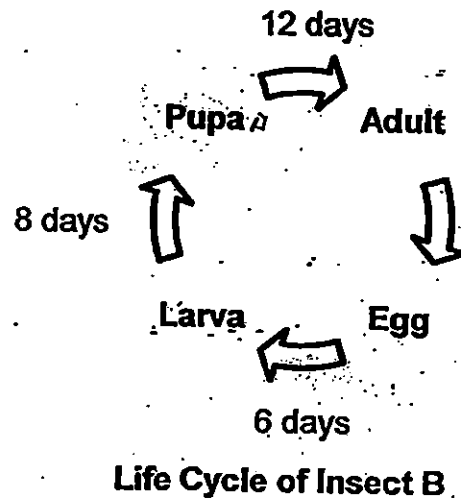 12 days
Pupa Adult
8 days
Larva Egg
6 days
Life Cycle of Insect B